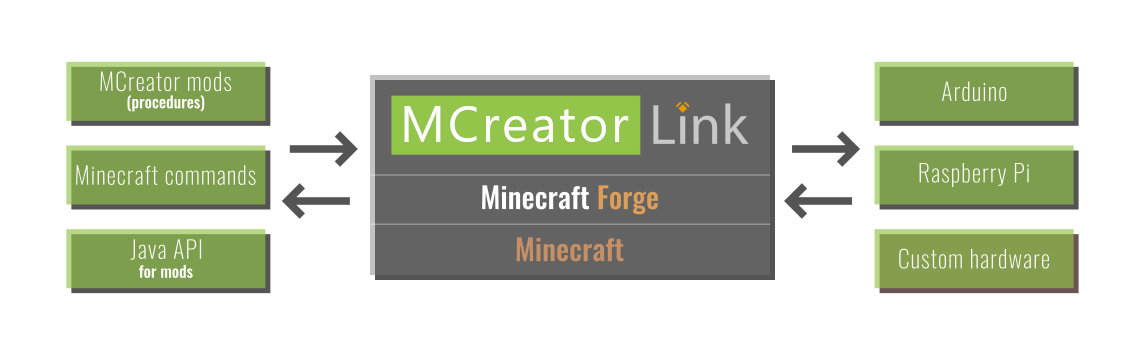 MCreator mods
(procedures)
Minecraft commands
Java API
for mods
MCreator Link
Minecraft Forge
Minecraft
Arduino
Raspberry Pi
Custom hardware